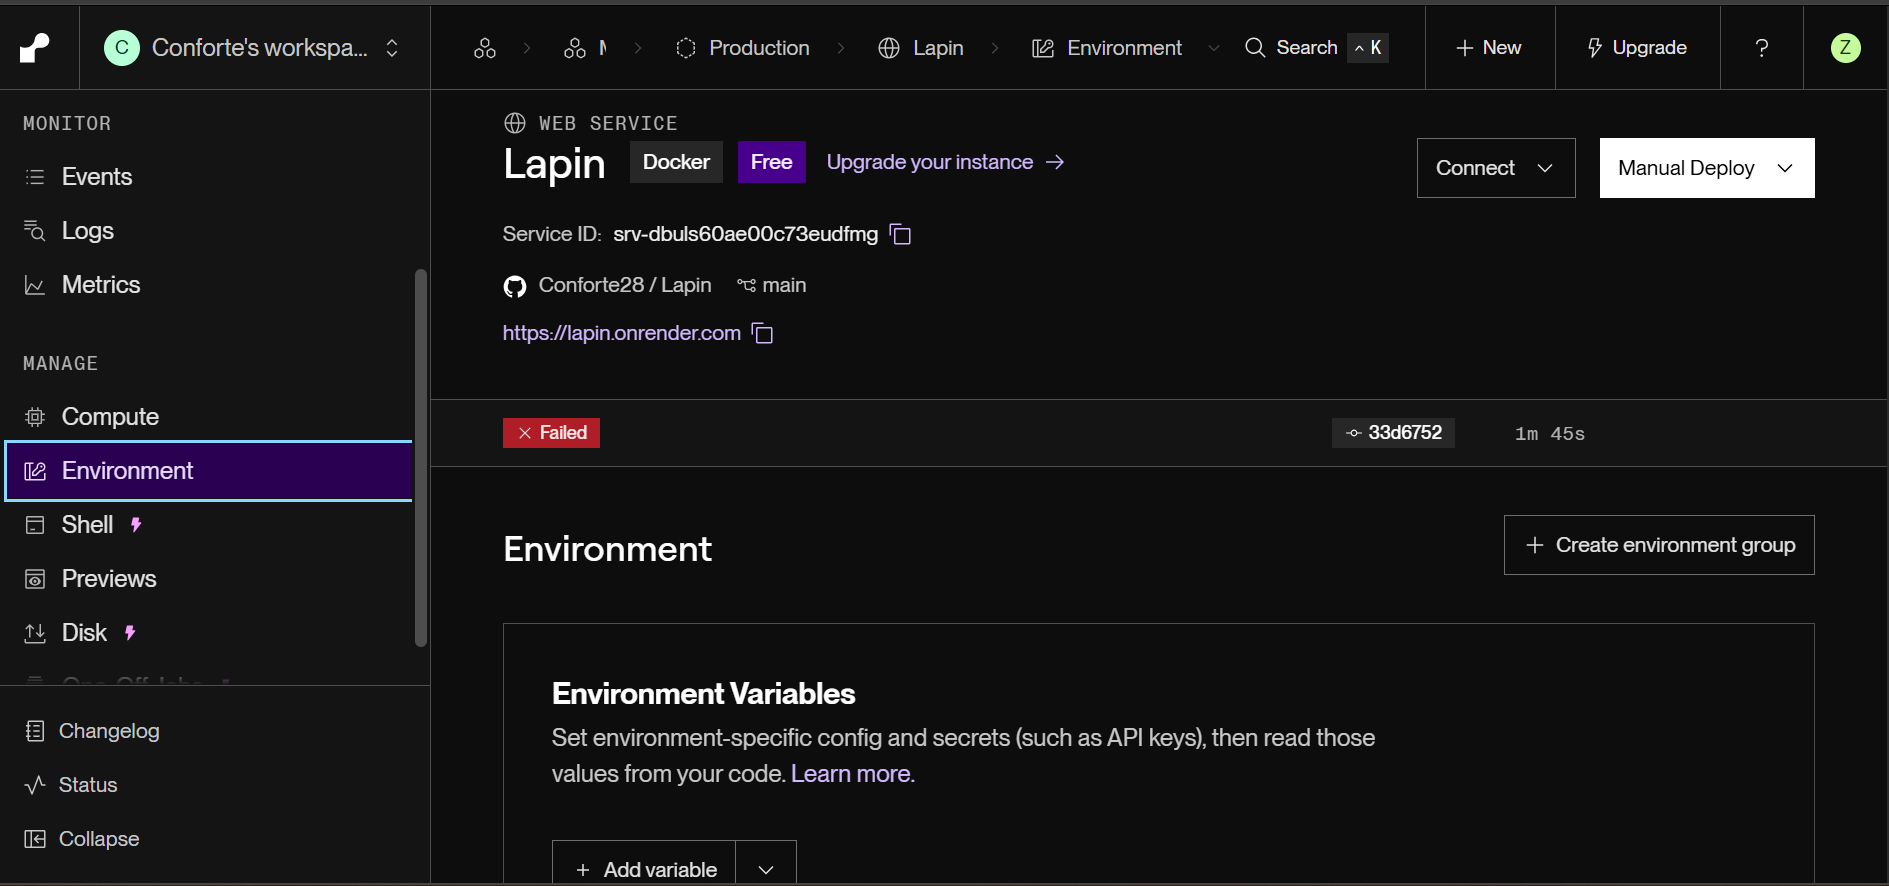 C Conforte's workspa...
Production
Lapin
Environment
Search ^ K
+ New
Upgrade
?
Z
MONITOR
Events
Logs
Metrics
MANAGE
Compute
Environment
Shell
Previews
Disk
Changelog
Status
Collapse
WEB SERVICE
Lapin Docker Free Upgrade your instance →
Connect
Manual Deploy
Service ID: srv-dbuls60ae00c73eudfmg
Conforte28 / Lapin main
https://lapin.onrender.com
Failed 33d6752 1m 45s
Environment
+ Create environment group
Environment Variables
Set environment-specific config and secrets (such as API keys), then read those
values from your code. Learn more.
+ Add variable